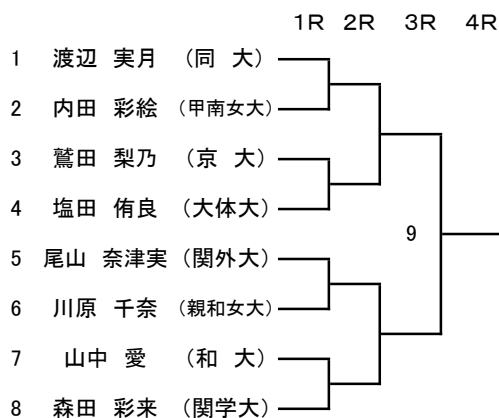 1R 2R 3R 4R
1 渡辺 実月 （同 大）
2 内田 彩絵 （甲南女大）
3 鷲田 梨乃 （京 大）
4 塩田 侑良 （大体大）
9
5 尾山 奈津実 （関外大）
6 川原 千奈 （親和女大）
7 山中 愛 （和 大）
8 森田 彩来 （関学大）